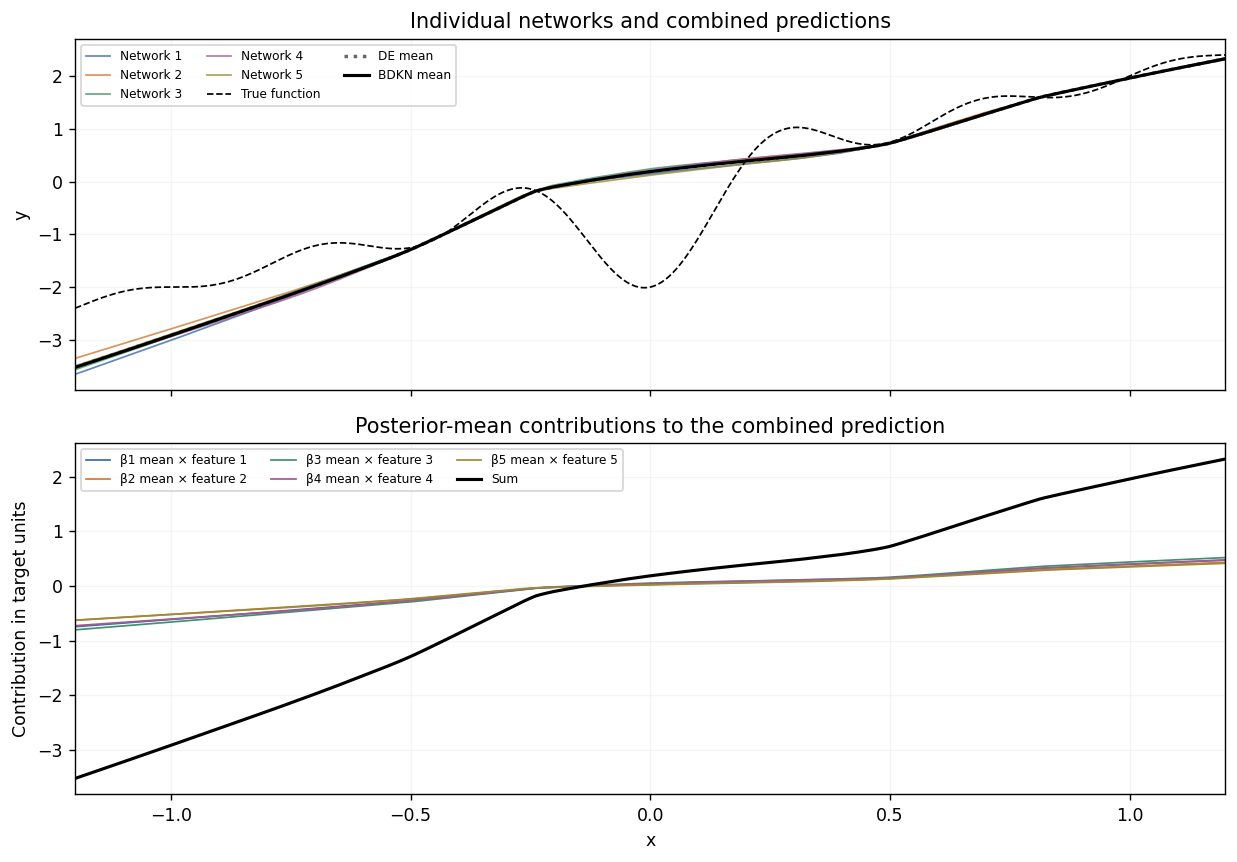 Individual networks and combined predictions
Network 1
Network 2
Network 3
Network 4
Network 5
True function
DE mean
BDKN mean
2
1
0
−1
−2
−3
y
Posterior-mean contributions to the combined prediction
β1 mean × feature 1
β2 mean × feature 2
β3 mean × feature 3
β4 mean × feature 4
β5 mean × feature 5
Sum
2
1
0
−1
−2
−3
Contribution in target units
−1.0
−0.5
0.0
0.5
1.0
x